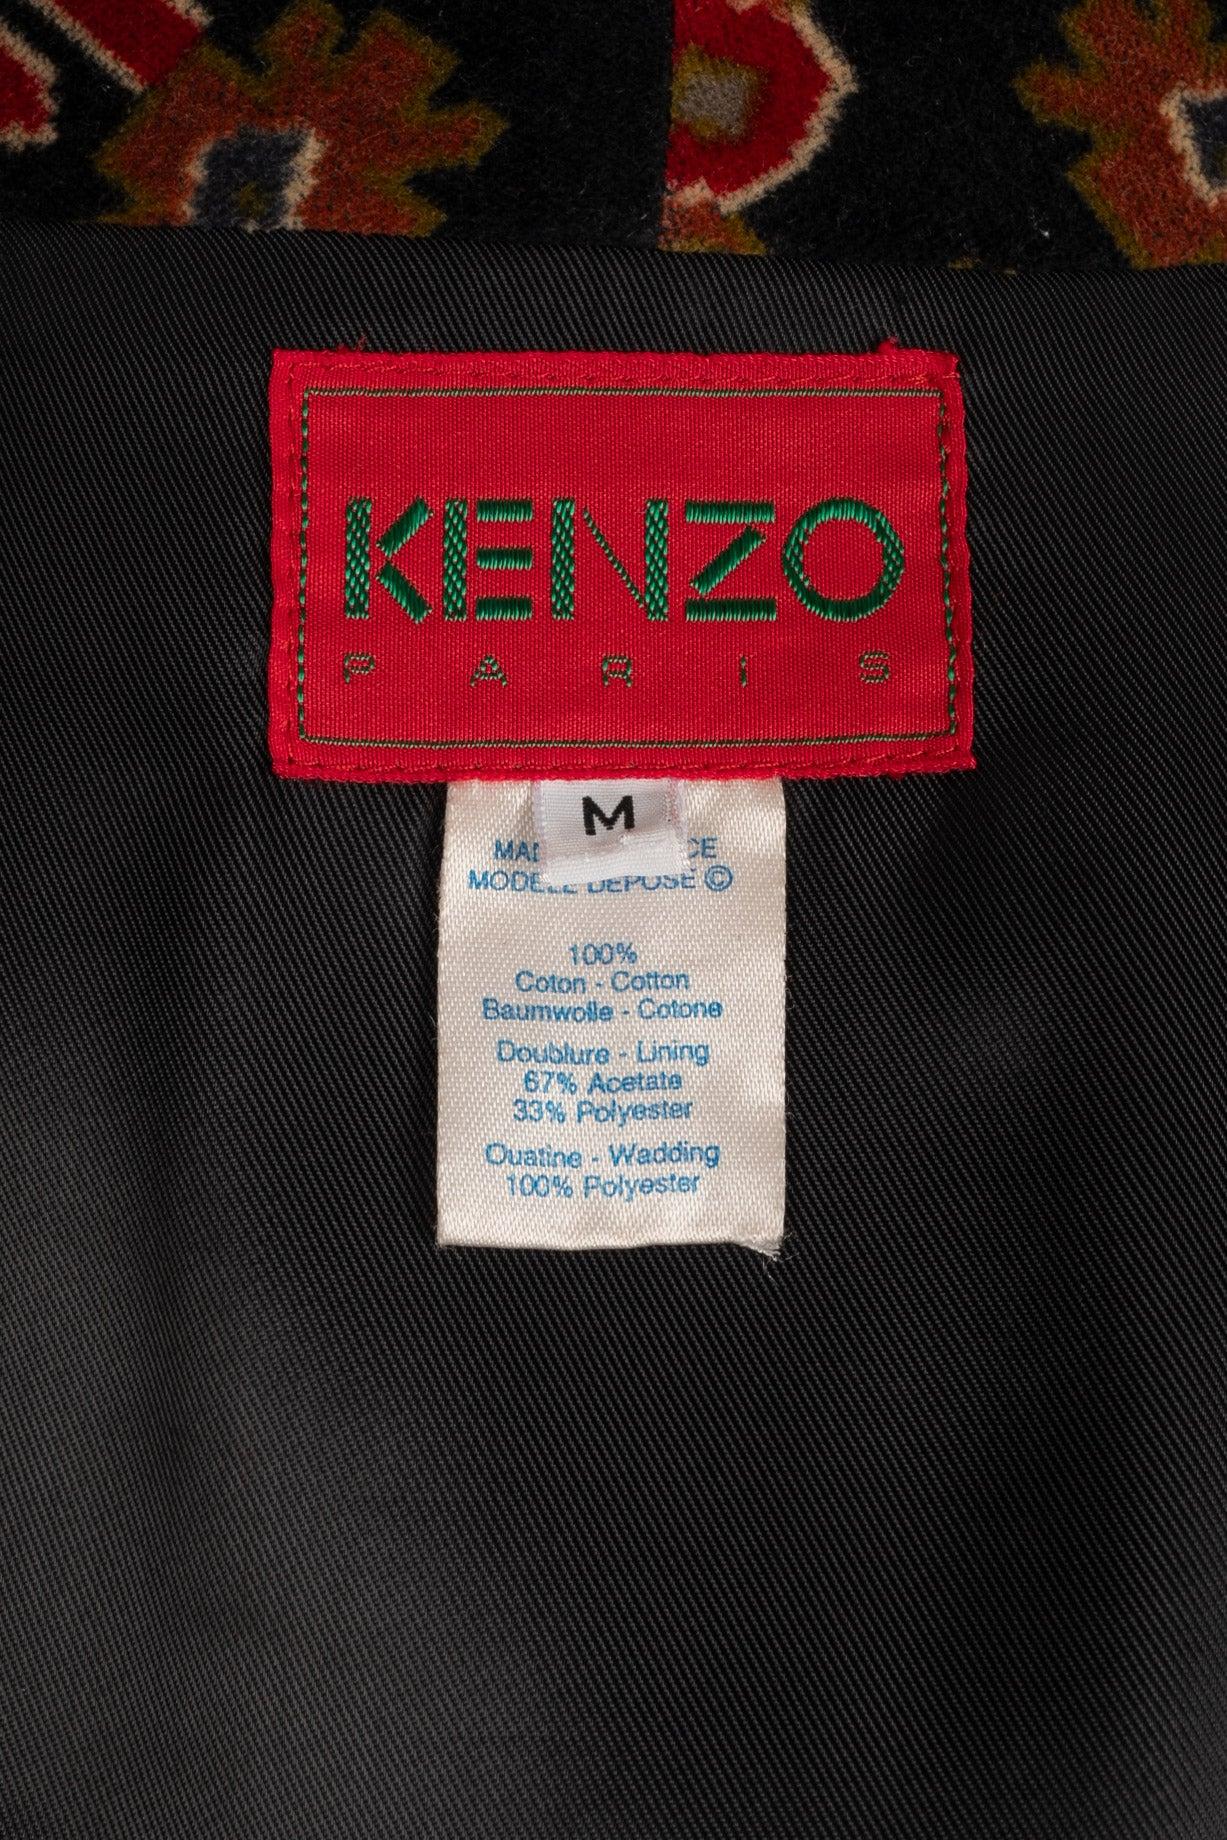 KENZO
PARIS
M
MODELE DEPOSE ©
100%
Coton - Cotton
Baumwolle - Cotone
Doublure - Lining
67% Acetate
33% Polyester
Ouatine - Wadding
100% Polyester